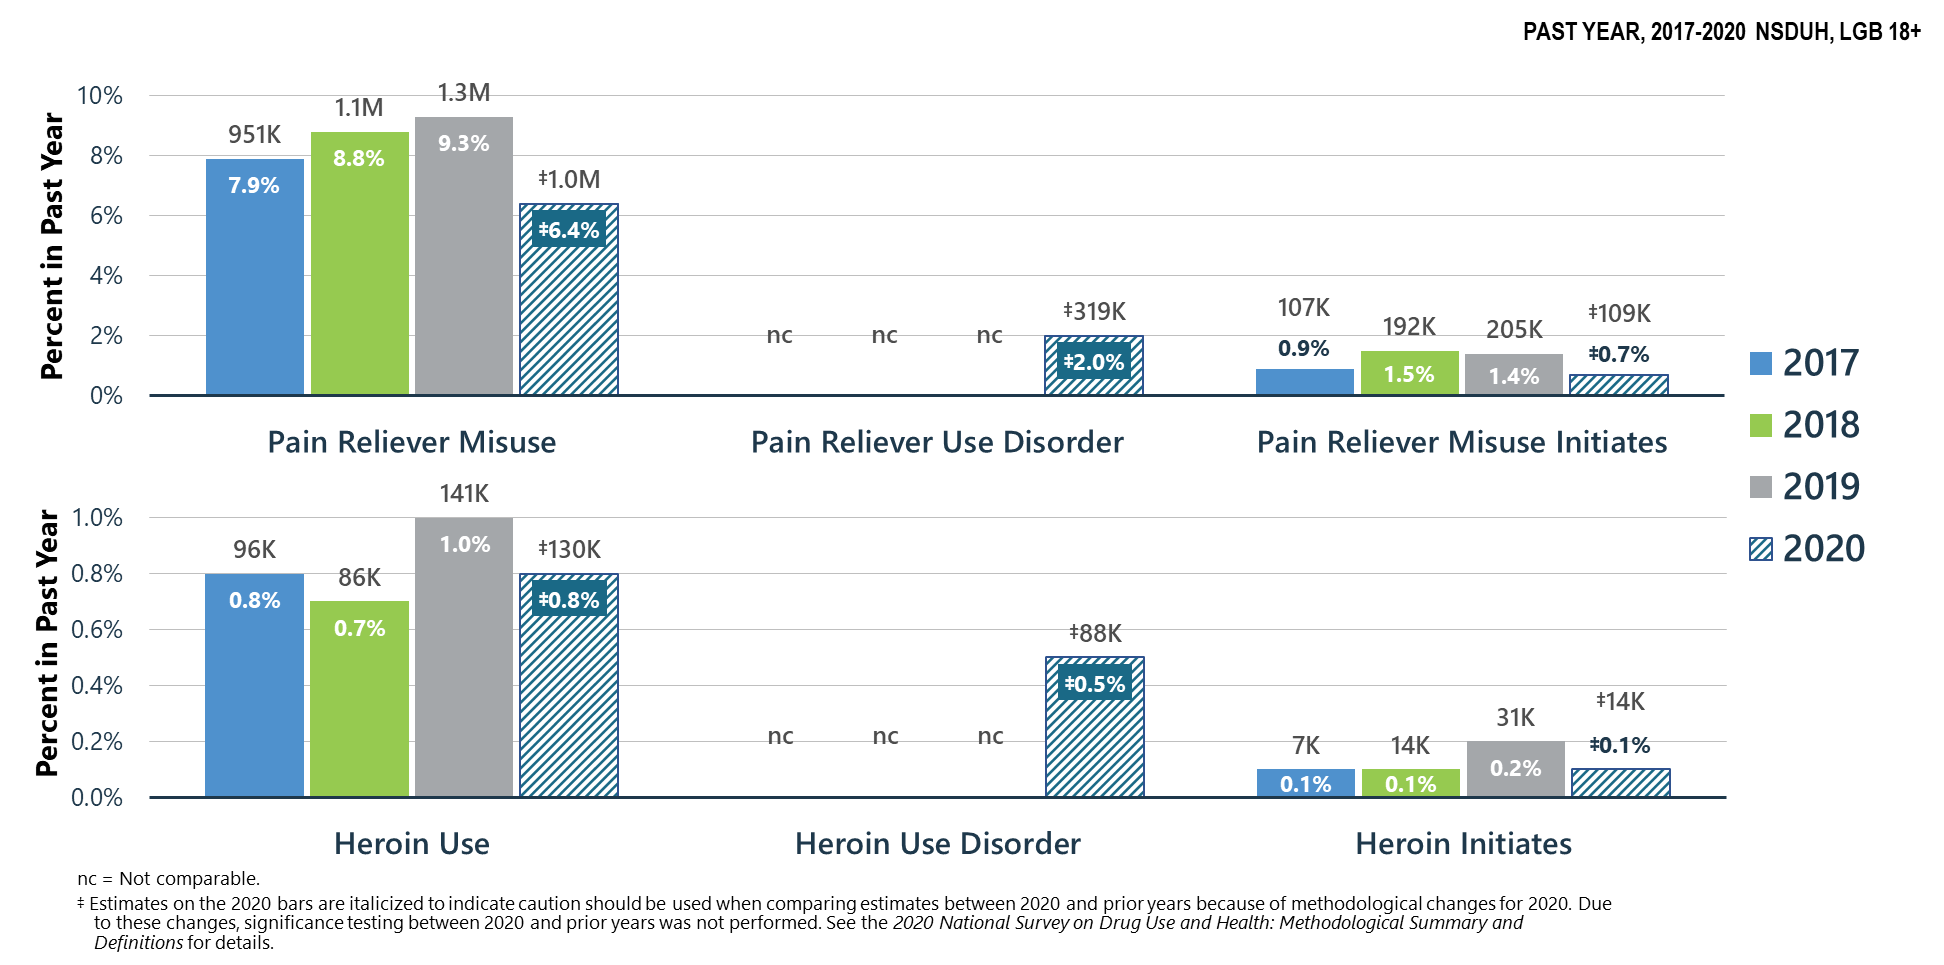 PAST YEAR, 2017-2020 NSDUH, LGB 18+
Percent in Past Year
10%
8%
6%
4%
2%
0%
951K
7.9%
1.1M
8.8%
1.3M
9.3%
‡1.0M
‡6.4%
nc
nc
nc
‡319K
‡2.0%
107K
0.9%
192K
1.5%
205K
1.4%
‡109K
‡0.7%
Pain Reliever Misuse
Pain Reliever Use Disorder
Pain Reliever Misuse Initiates
2017
2018
2019
2020
Percent in Past Year
1.0%
0.8%
0.6%
0.4%
0.2%
0.0%
96K
0.8%
86K
0.7%
141K
1.0%
‡130K
‡0.8%
nc
nc
nc
‡88K
‡0.5%
7K
0.1%
14K
0.1%
31K
0.2%
‡14K
‡0.1%
Heroin Use
Heroin Use Disorder
Heroin Initiates
nc = Not comparable.
‡ Estimates on the 2020 bars are italicized to indicate caution should be used when comparing estimates between 2020 and prior years because of methodological changes for 2020. Due
to these changes, significance testing between 2020 and prior years was not performed. See the 2020 National Survey on Drug Use and Health: Methodological Summary and
Definitions for details.